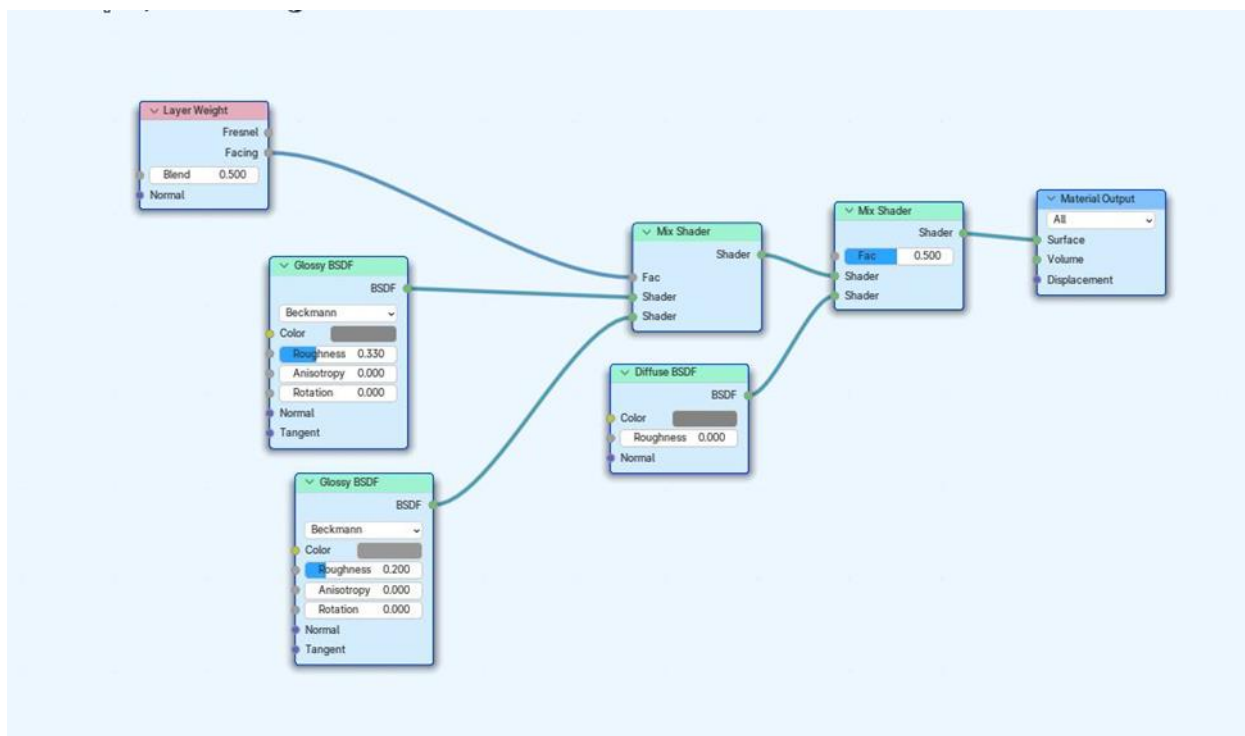 Layer Weight
Fresnel
Facing
Blend 0.500
Normal
Glossy BSDF
BSDF
Beckmann
Color
Roughness 0.330
Anisotropy 0.000
Rotation 0.000
Normal
Tangent
Glossy BSDF
BSDF
Beckmann
Color
Roughness 0.200
Anisotropy 0.000
Rotation 0.000
Normal
Tangent
Mix Shader
Shader
Fac
Shader
Shader
Diffuse BSDF
BSDF
Color
Roughness 0.000
Normal
Mix Shader
Shader
Fac 0.500
Shader
Shader
Material Output
All
Surface
Volume
Displacement